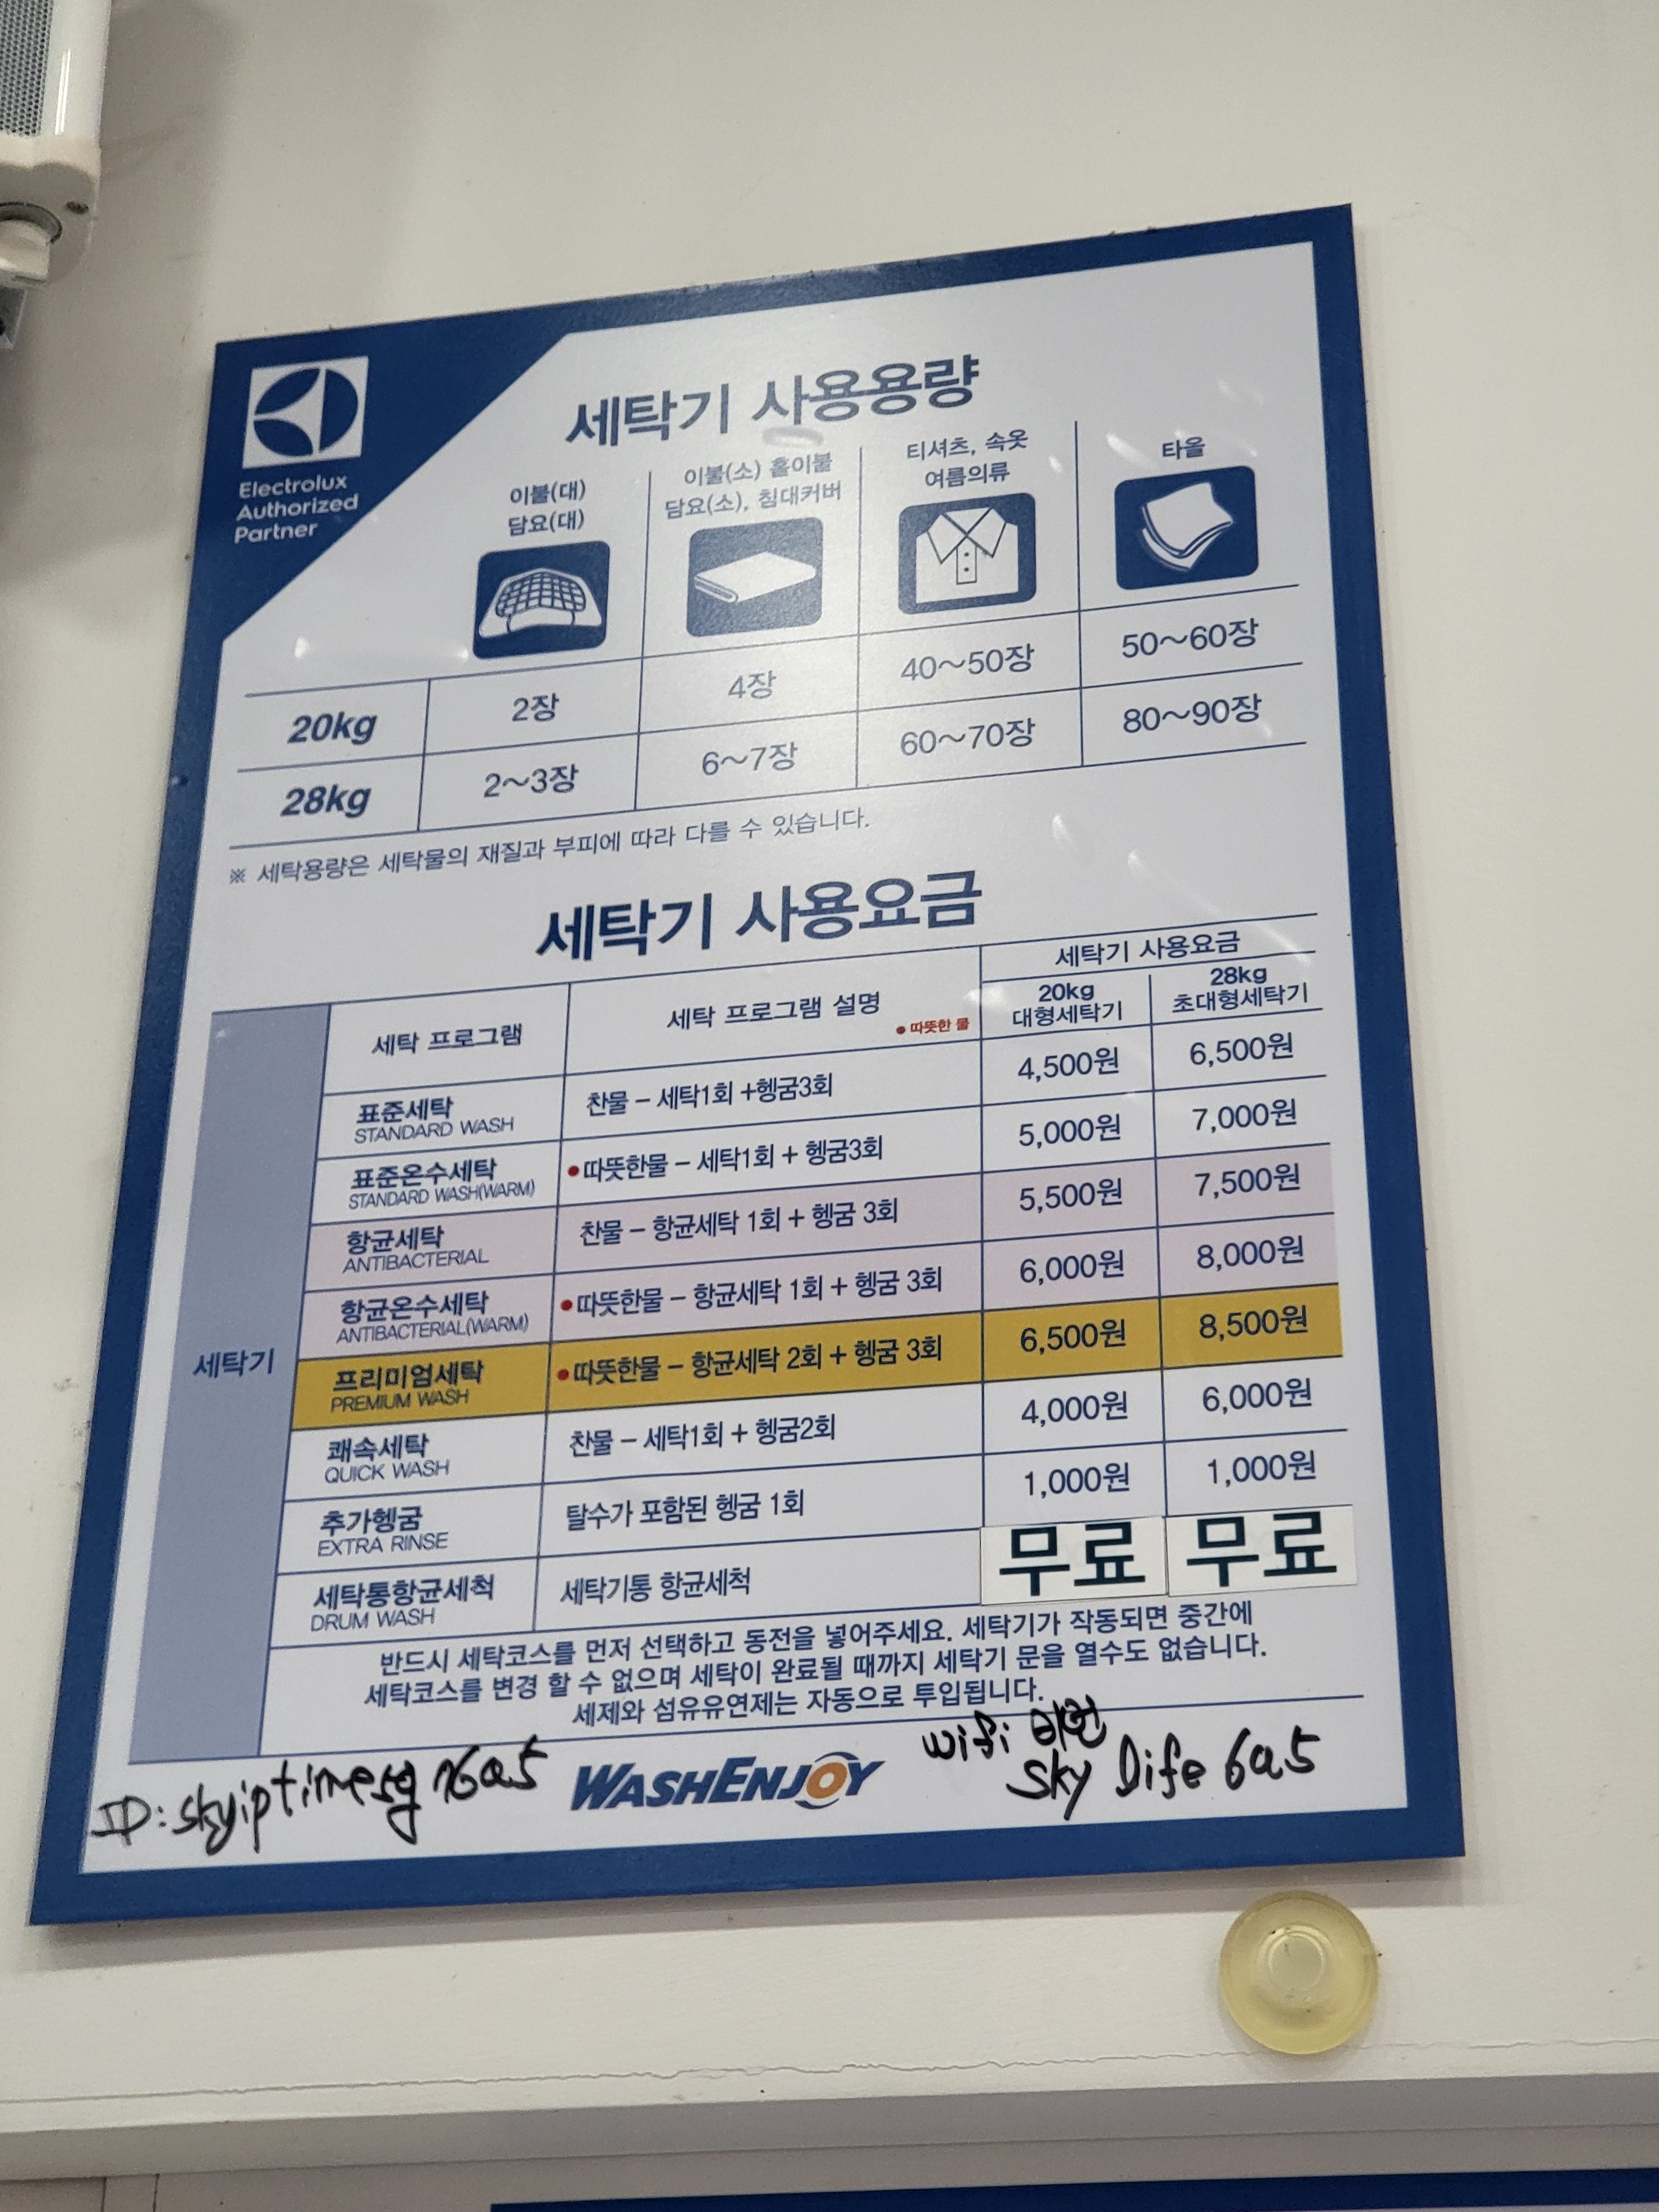 Electrolux
Authorized
Partner
세탁기 사용용량
이불(대)
담요(대)
이불(소) 홑이불
담요(소), 침대커버
티셔츠, 속옷
여름의류
타올
20kg 2장 4장 40~50장 50~60장
28kg 2~3장 6~7장 60~70장 80~90장
※ 세탁용량은 세탁물의 재질과 부피에 따라 다를 수 있습니다.
세탁기 사용요금
세탁기
세탁 프로그램
세탁 프로그램 설명
● 따뜻한 물
세탁기 사용요금
20kg
대형세탁기
28kg
초대형세탁기
표준세탁
STANDARD WASH
찬물 - 세탁1회 +헹굼3회 4,500원 6,500원
표준온수세탁
STANDARD WASH(WARM)
● 따뜻한물 - 세탁1회 + 헹굼3회 5,000원 7,000원
항균세탁
ANTIBACTERIAL
찬물 - 항균세탁 1회 + 헹굼 3회 5,500원 7,500원
항균온수세탁
ANTIBACTERIAL(WARM)
● 따뜻한물 - 항균세탁 1회 + 헹굼 3회 6,000원 8,000원
프리미엄세탁
PREMIUM WASH
● 따뜻한물 - 항균세탁 2회 + 헹굼 3회 6,500원 8,500원
쾌속세탁
QUICK WASH
찬물 - 세탁1회 + 헹굼2회 4,000원 6,000원
추가헹굼
EXTRA RINSE
탈수가 포함된 헹굼 1회 1,000원 1,000원
세탁통항균세척
DRUM WASH
세탁기통 항균세척 무료 무료
반드시 세탁코스를 먼저 선택하고 동전을 넣어주세요. 세탁기가 작동되면 중간에
세탁코스를 변경 할 수 없으며 세탁이 완료될 때까지 세탁기 문을 열수도 없습니다.
세제와 섬유유연제는 자동으로 투입됩니다.
ID:
WASHENJOY
wifi 비번
sky life 6a5